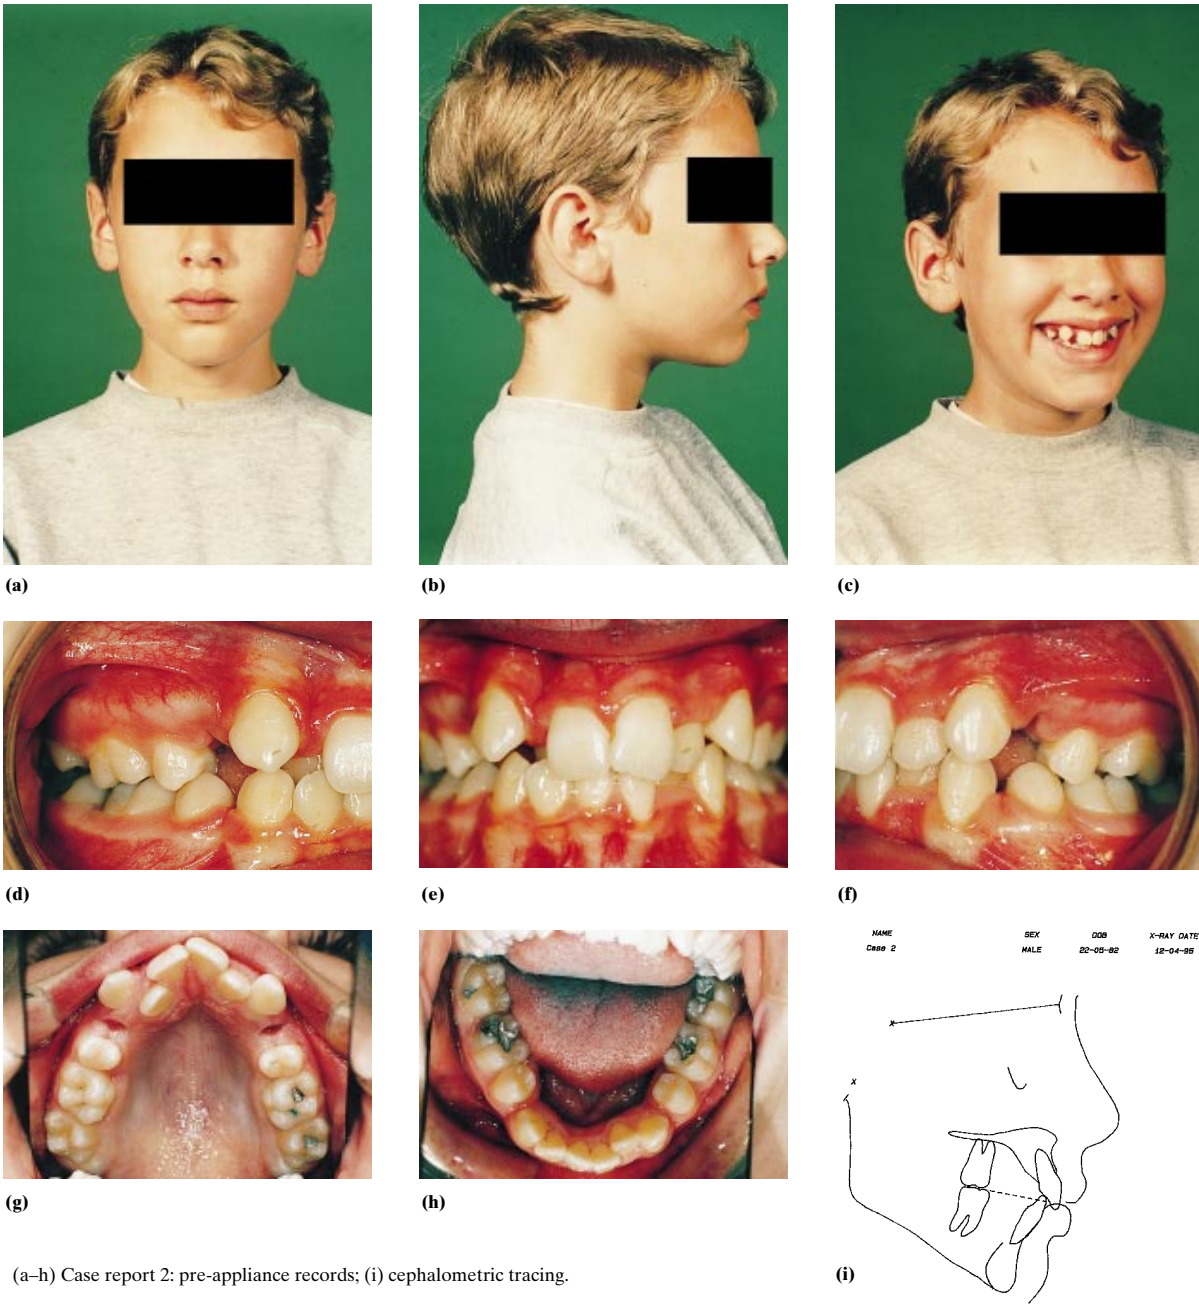 (a)
(b)
(c)
(d)
(e)
(f)
NAME SEX DOB X-RAY DATE
Case 2 MALE 22-05-82 12-04-95
x
x
(g)
(h)
(a–h) Case report 2: pre-appliance records; (i) cephalometric tracing.
(i)